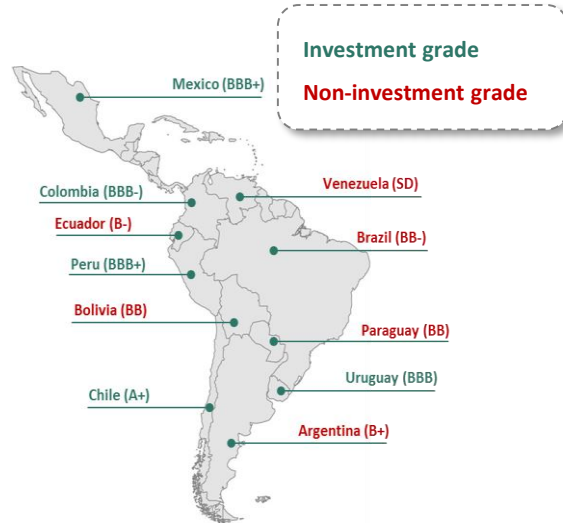 Investment grade
Non-investment grade
Mexico (BBB+)
Colombia (BBB-)
Venezuela (SD)
Ecuador (B-)
Brazil (BB-)
Peru (BBB+)
Bolivia (BB)
Paraguay (BB)
Uruguay (BBB)
Chile (A+)
Argentina (B+)